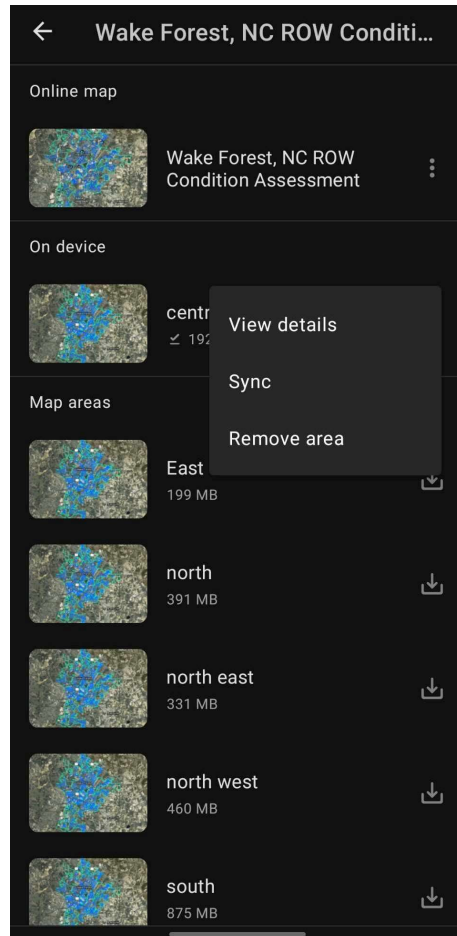 Wake Forest, NC ROW Conditi...
Online map
Wake Forest, NC ROW
Condition Assessment
On device
View details
Sync
Remove area
Map areas
East
199 MB
north
391 MB
north east
331 MB
north west
460 MB
south
875 MB